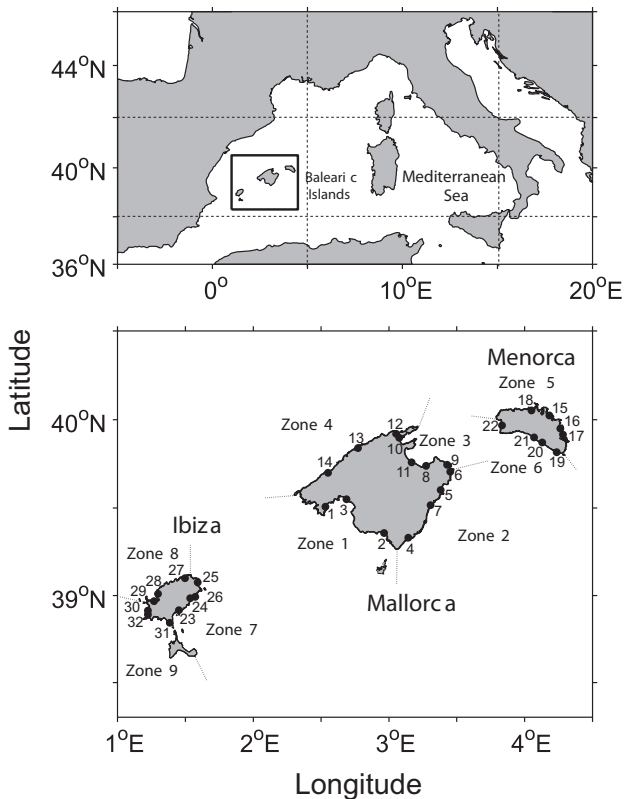 44°N
40°N
36°N
Baleari c
Islands
Mediterranean
Sea
0°
10°E
20°E
Latitude
Menorca
Zone 5
18
15
16
17
22
21
20
19
Zone 6
40°N
Zone 4
12
13
10
Zone 3
11
8
9
6
14
5
7
1
3
Zone 1
2
4
Zone 2
Mallorc a
Ibiza
Zone 8
27
25
28
29
26
30
24
32
23
31
Zone 7
Zone 9
39°N
1°E
2°E
3°E
4°E
Longitude